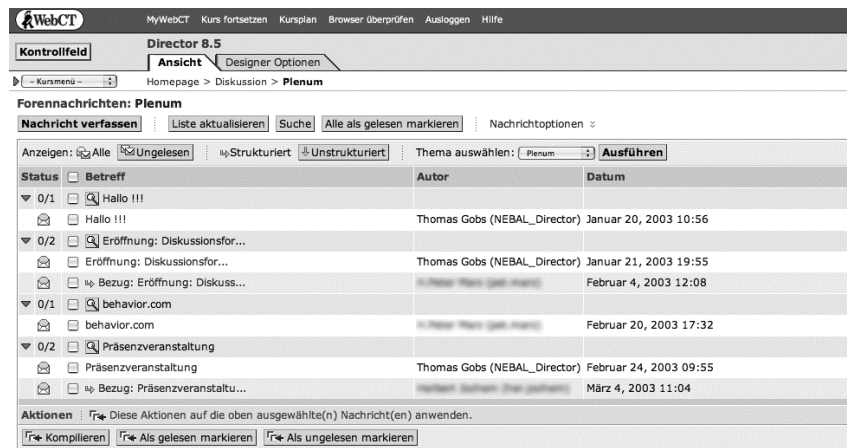 WebCT MyWebCT Kurs fortsetzen Kursplan Browser überprüfen Ausloggen Hilfe
Director 8.5
Kontrollfeld
Ansicht Designer Optionen
- Kursmenü - Homepage > Diskussion > Plenum
Forennachrichten: Plenum
Nachricht verfassen Liste aktualisieren Suche Alle als gelesen markieren Nachrichtoptionen
Anzeigen: Alle Ungelesen Strukturiert Unstrukturiert Thema auswählen: Plenum Ausführen
Status Betreff Autor Datum
0/1 Hallo !!!
Hallo !!! Thomas Gobs (NEBAL_Director) Januar 20, 2003 10:56
0/2 Eröffnung: Diskussionsfor...
Eröffnung: Diskussionsfor... Thomas Gobs (NEBAL_Director) Januar 21, 2003 19:55
Bezug: Eröffnung: Diskuss... Februar 4, 2003 12:08
0/1 behavior.com
behavior.com Februar 20, 2003 17:32
0/2 Präsenzveranstaltung
Präsenzveranstaltung Thomas Gobs (NEBAL_Director) Februar 24, 2003 09:55
Bezug: Präsenzveranstaltu... März 4, 2003 11:04
Aktionen Diese Aktionen auf die oben ausgewählte(n) Nachricht(en) anwenden.
Kompilieren Als gelesen markieren Als ungelesen markieren